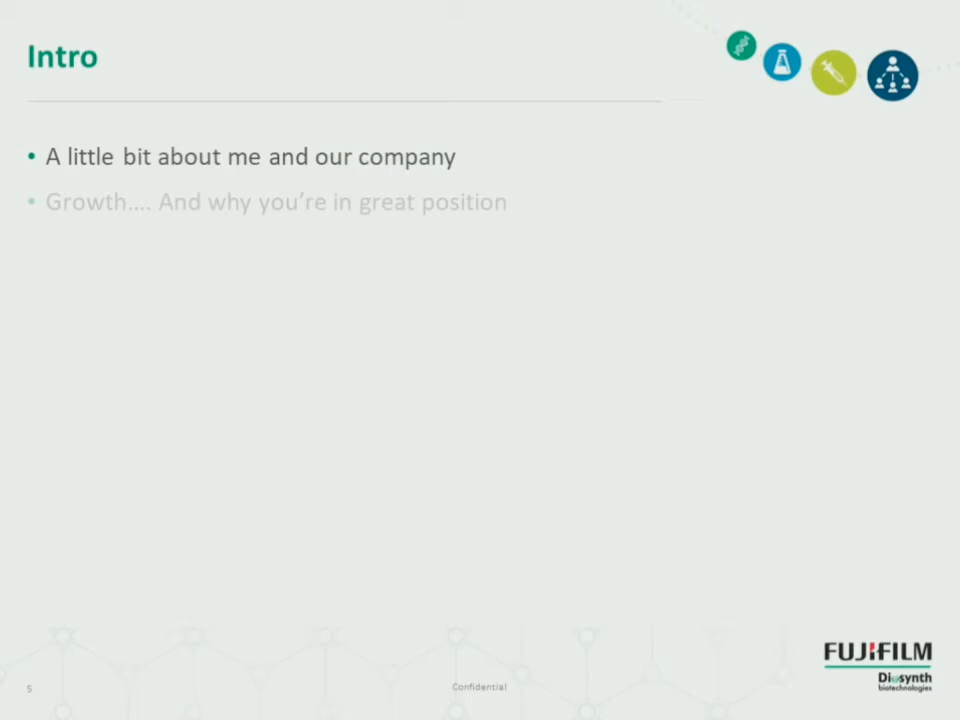 Intro
• A little bit about me and our company
• Growth.... And why you’re in great position
FUJIFILM
Diosynth
biotechnologies
5
Confidential